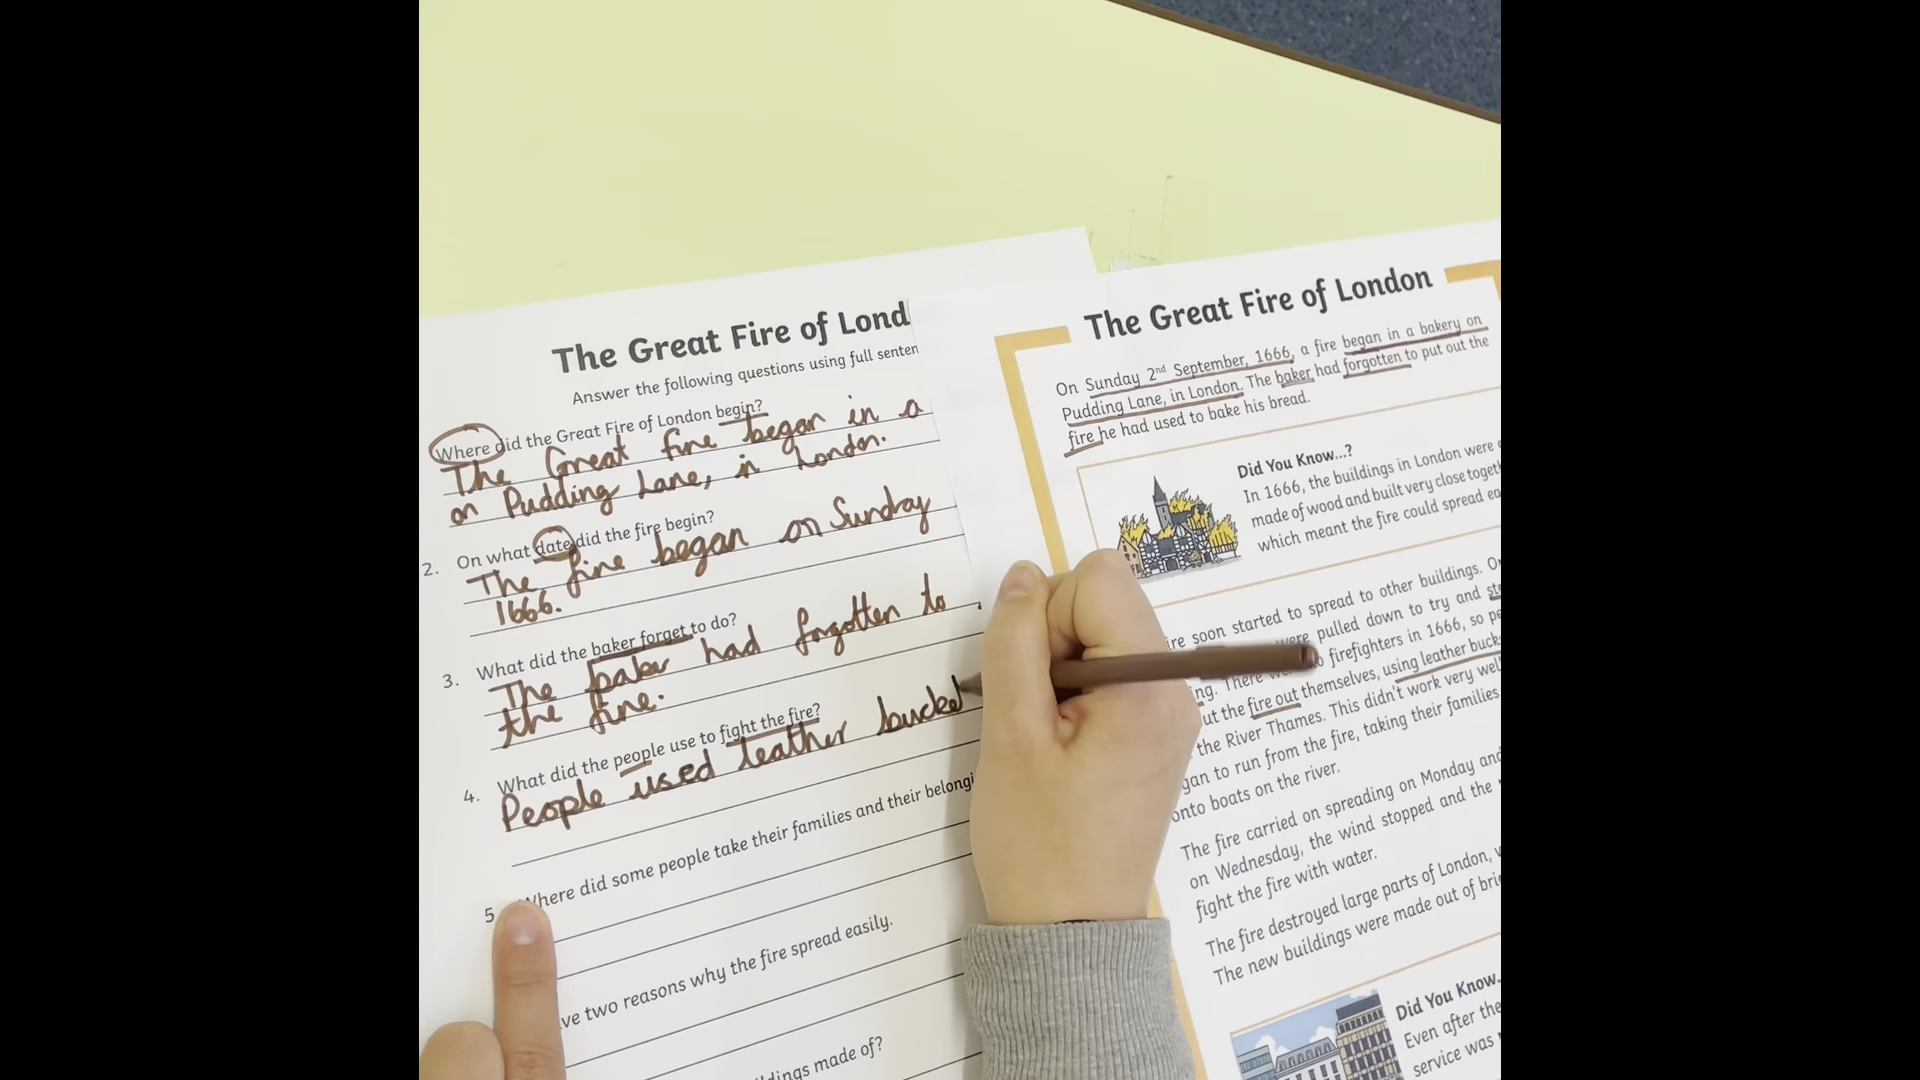 The Great Fire of Lond
Answer the following questions using full senten
Where did the Great Fire of London begin?
The Great fire began in a
on Pudding Lane, in London.
2. On what date did the fire begin?
The fire began on Sunday
1666.
3. What did the baker forget to do?
The baker had forgotten to
the fire.
4. What did the people use to fight the fire?
People used leather bucket
5 Where did some people take their families and their belongi
ve two reasons why the fire spread easily.
ldings made of?
The Great Fire of London
On Sunday 2nd September, 1666, a fire began in a bakery on
Pudding Lane, in London. The baker had forgotten to put out the
fire he had used to bake his bread.
Did You Know...?
In 1666, the buildings in London were
made of wood and built very close togeth
which meant the fire could spread ea
ire soon started to spread to other buildings. O
were pulled down to try and st
ng. There firefighters in 1666, so pe
ut the fire out themselves, using leather buck
the River Thames. This didn't work very wel
gan to run from the fire, taking their families
onto boats on the river.
The fire carried on spreading on Monday and
on Wednesday, the wind stopped and the
fight the fire with water.
The fire destroyed large parts of London,
The new buildings were made out of bri
Did You Know..
Even after the
service was